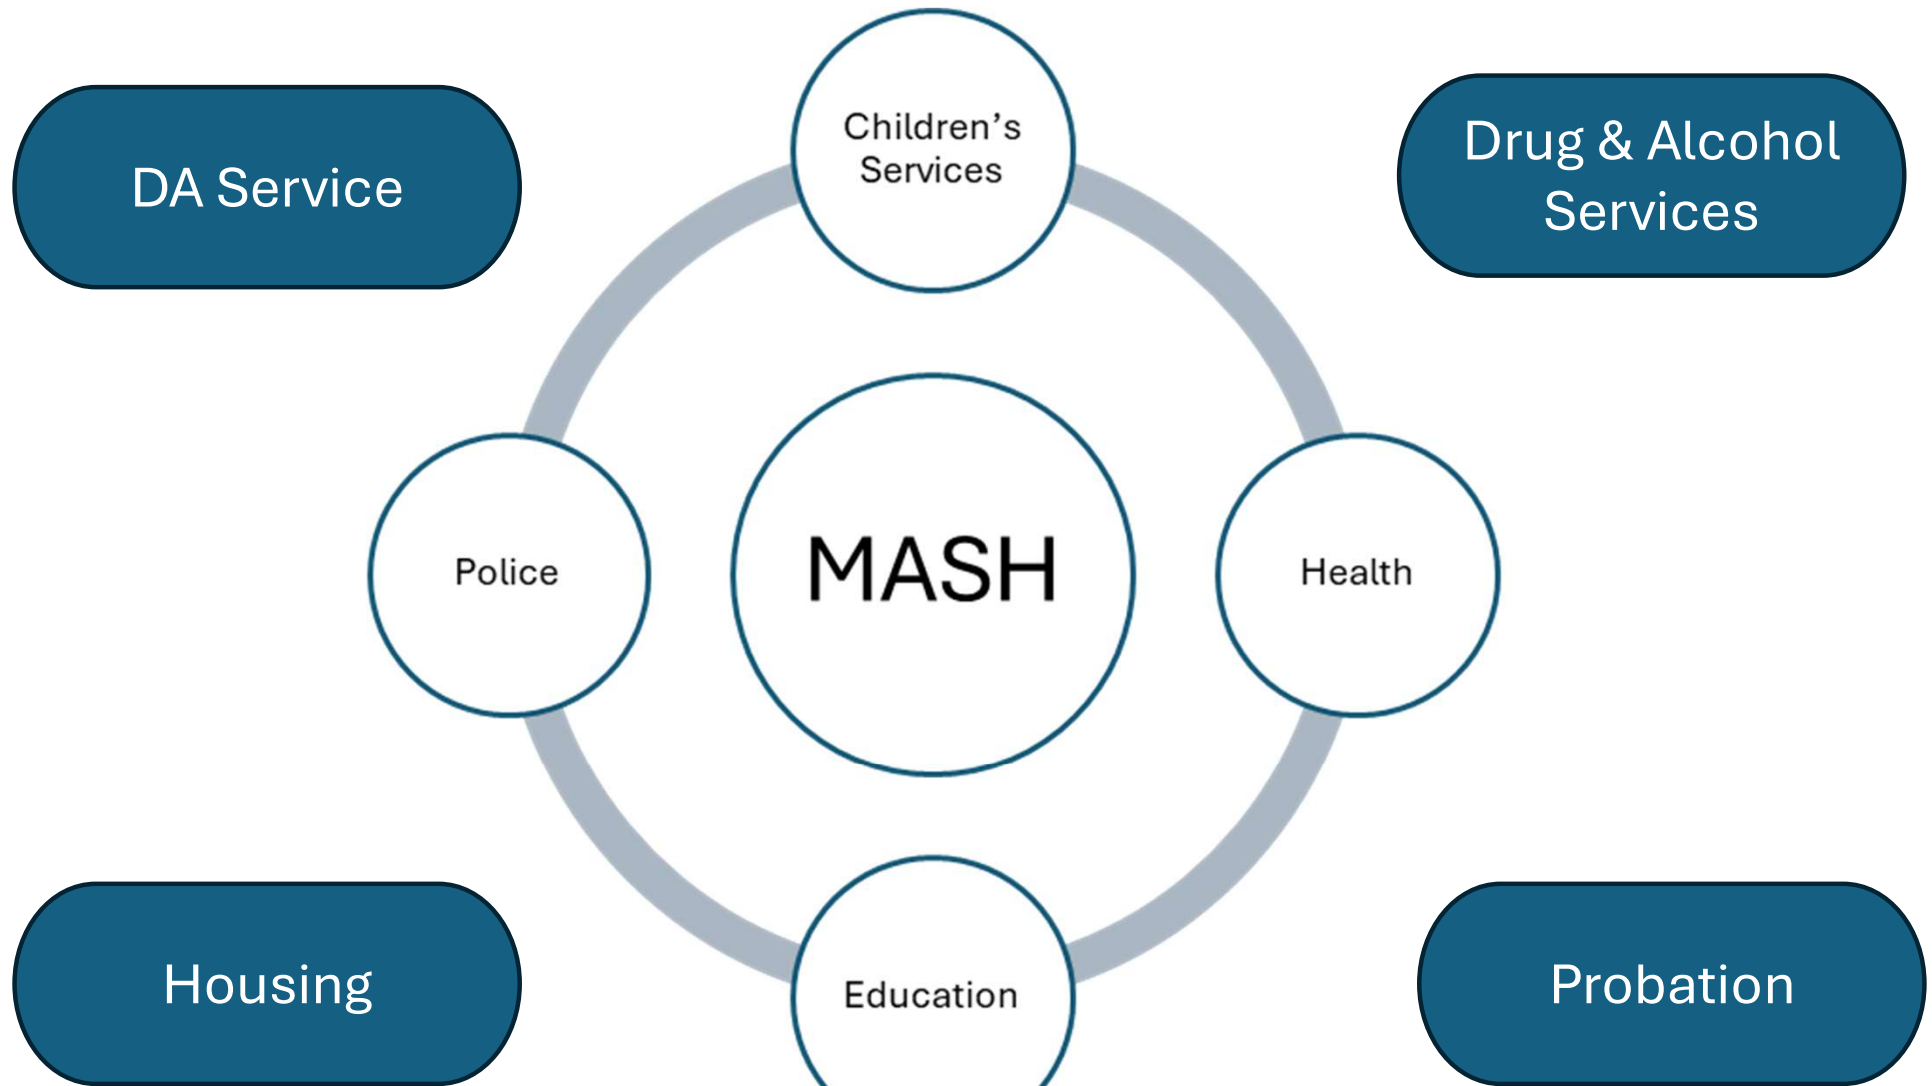 Children’s
Services
DA Service
Drug & Alcohol
Services
Police
MASH
Health
Housing
Education
Probation